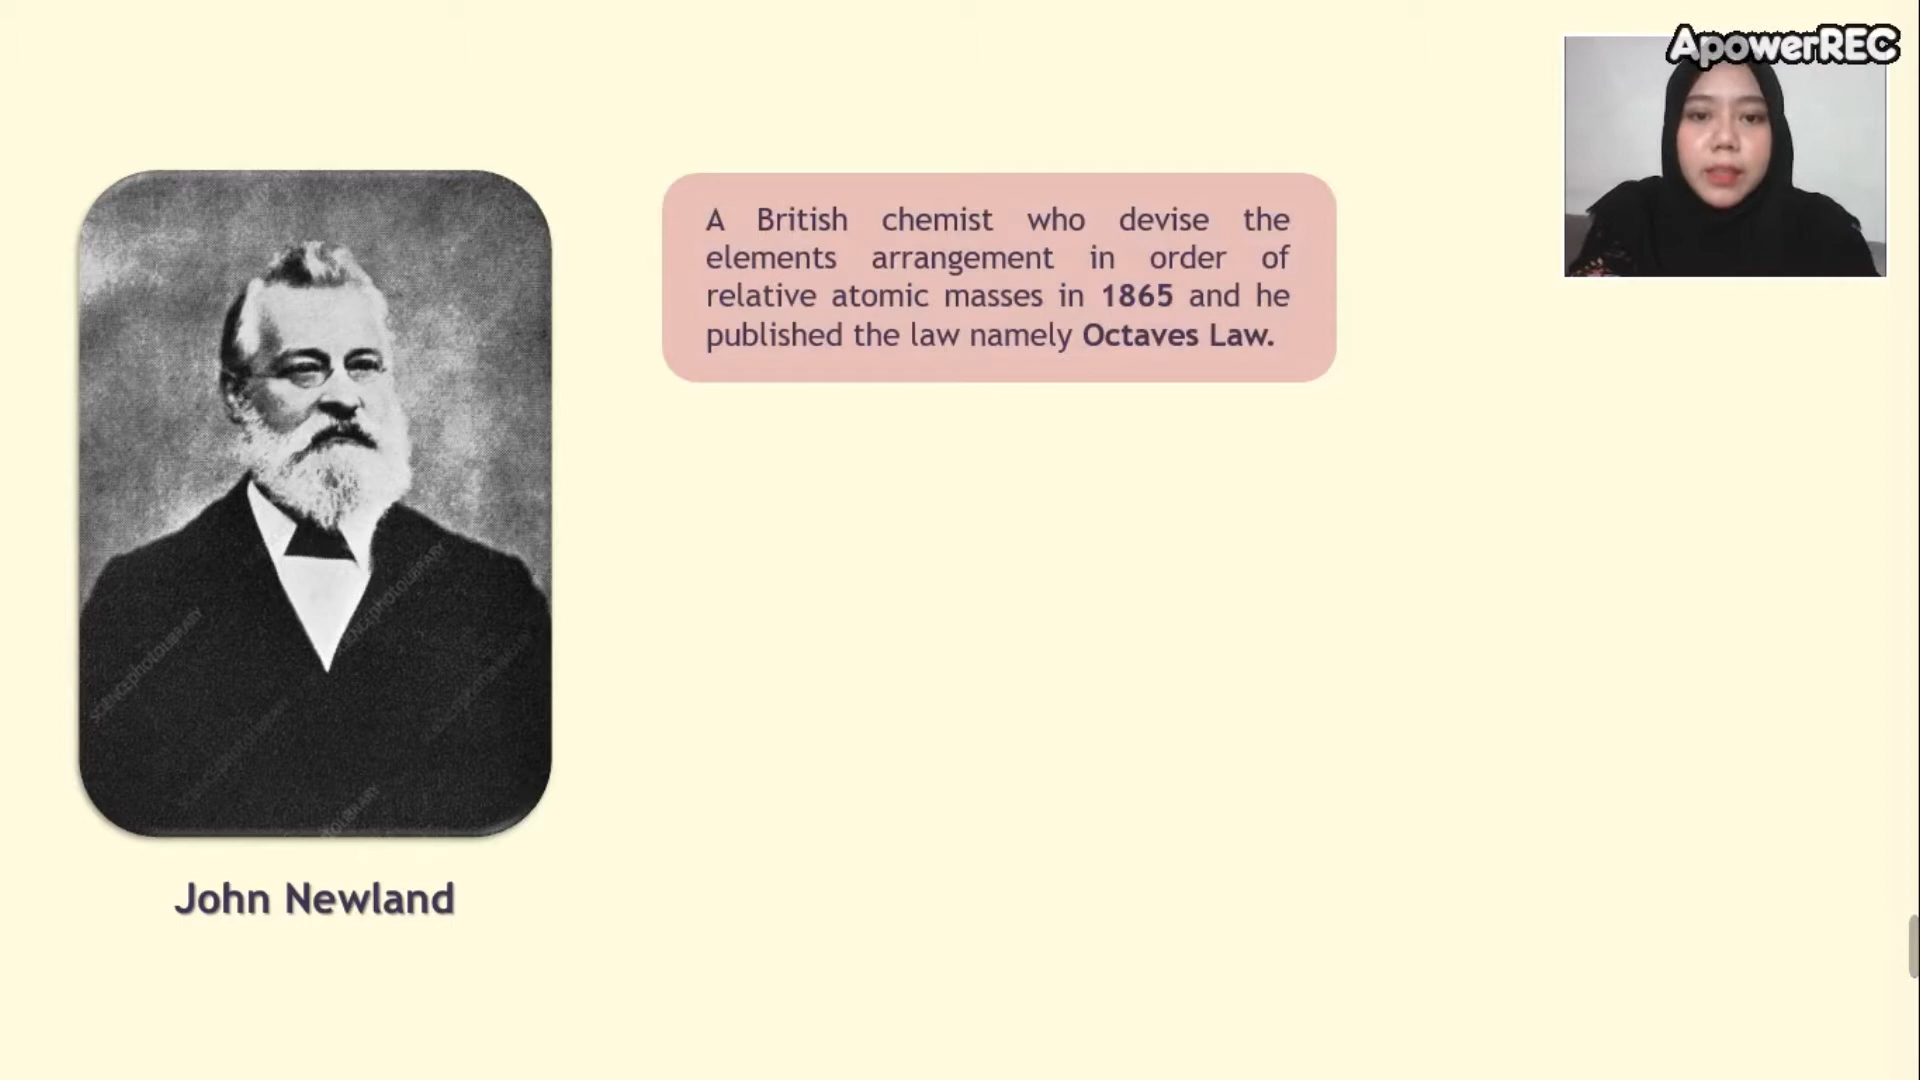 ApowerREC
A British chemist who devise the
elements arrangement in order of
relative atomic masses in 1865 and he
published the law namely Octaves Law.
SCIENCEphotoLIBRARY
John Newland